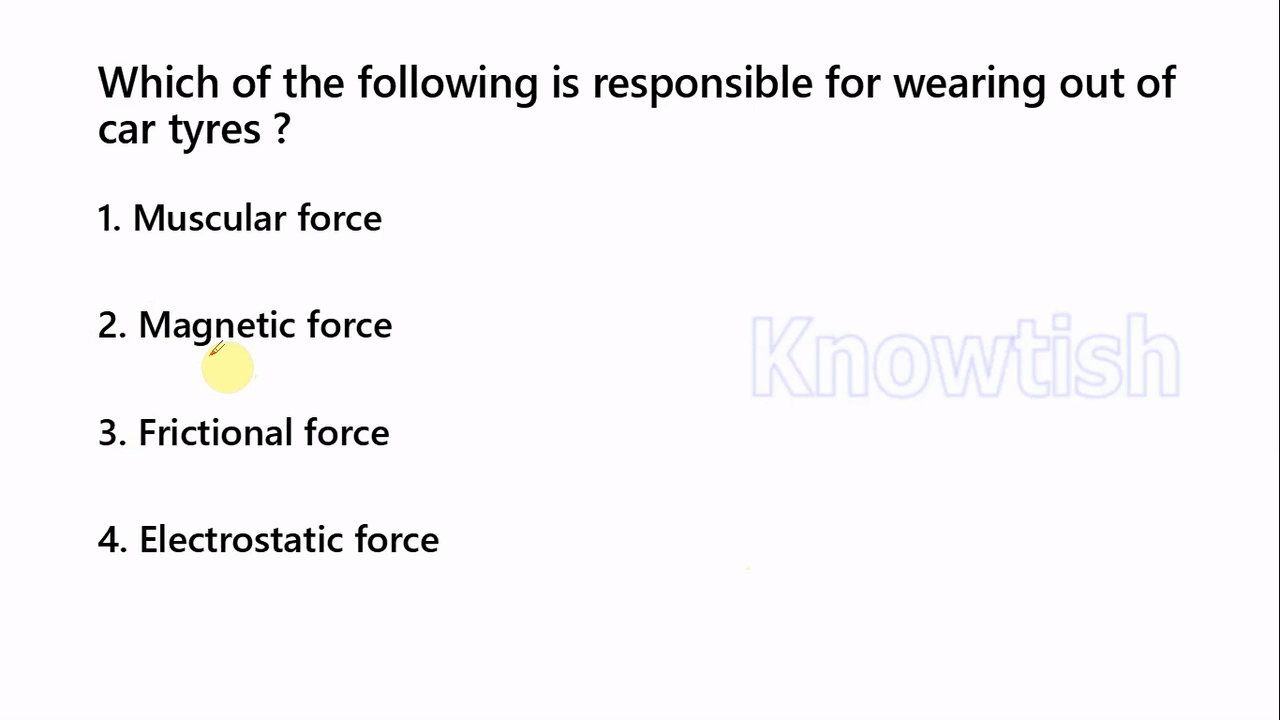 Which of the following is responsible for wearing out of
car tyres ?
1. Muscular force
2. Magnetic force
Knowtish
3. Frictional force
4. Electrostatic force